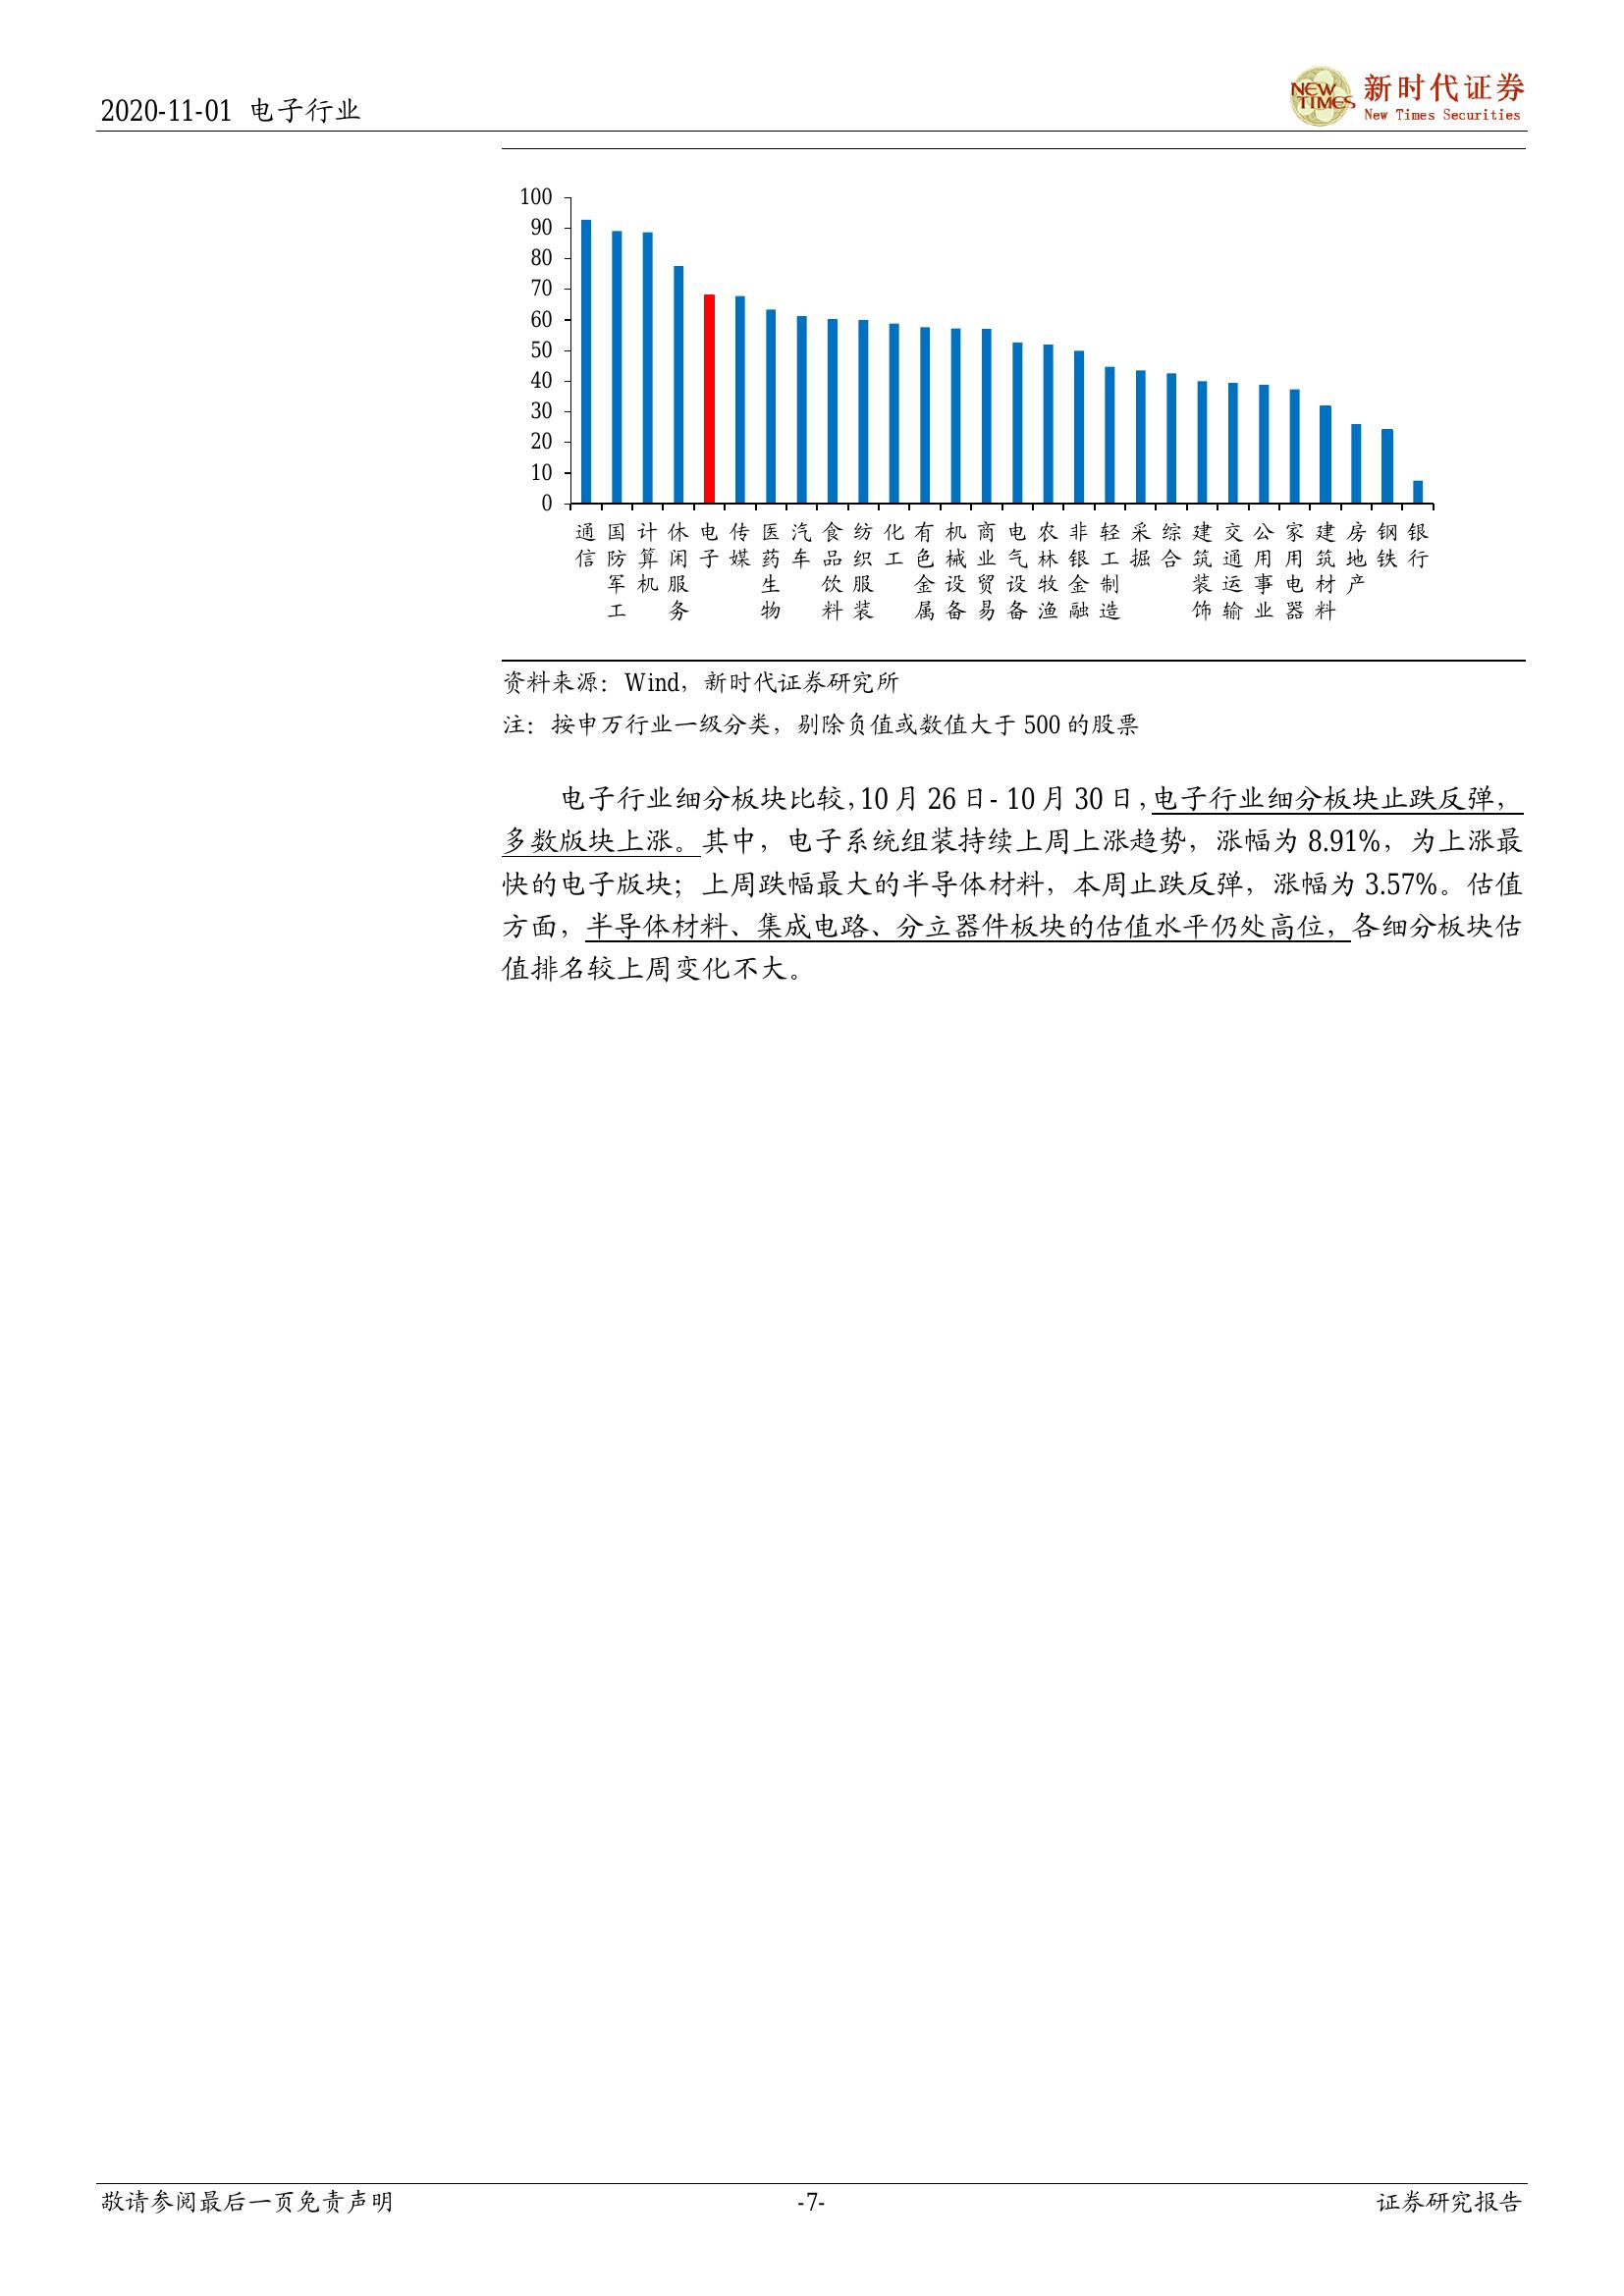 2020-11-01 电子行业
NEW TIMES 新时代证券
New Times Securities
100
90
80
70
60
50
40
30
20
10
0
通信 国防军工 计算机 休闲服务 电子 传媒 医药生物 汽车 食品饮料 纺织服装 化工 有色金属 机械设备 商业贸易 电气设备 农林牧渔 非银金融 轻工制造 采掘 综合 建筑装饰 交通运输 公用事业 家用电器 建筑材料 房地产 钢铁 银行
资料来源：Wind，新时代证券研究所
注：按申万行业一级分类，剔除负值或数值大于 500 的股票
电子行业细分板块比较，10 月 26 日- 10 月 30 日，电子行业细分板块止跌反弹，
多数版块上涨。其中，电子系统组装持续上周上涨趋势，涨幅为 8.91%，为上涨最
快的电子版块；上周跌幅最大的半导体材料，本周止跌反弹，涨幅为 3.57%。估值
方面，半导体材料、集成电路、分立器件板块的估值水平仍处高位，各细分板块估
值排名较上周变化不大。
敬请参阅最后一页免责声明 -7- 证券研究报告